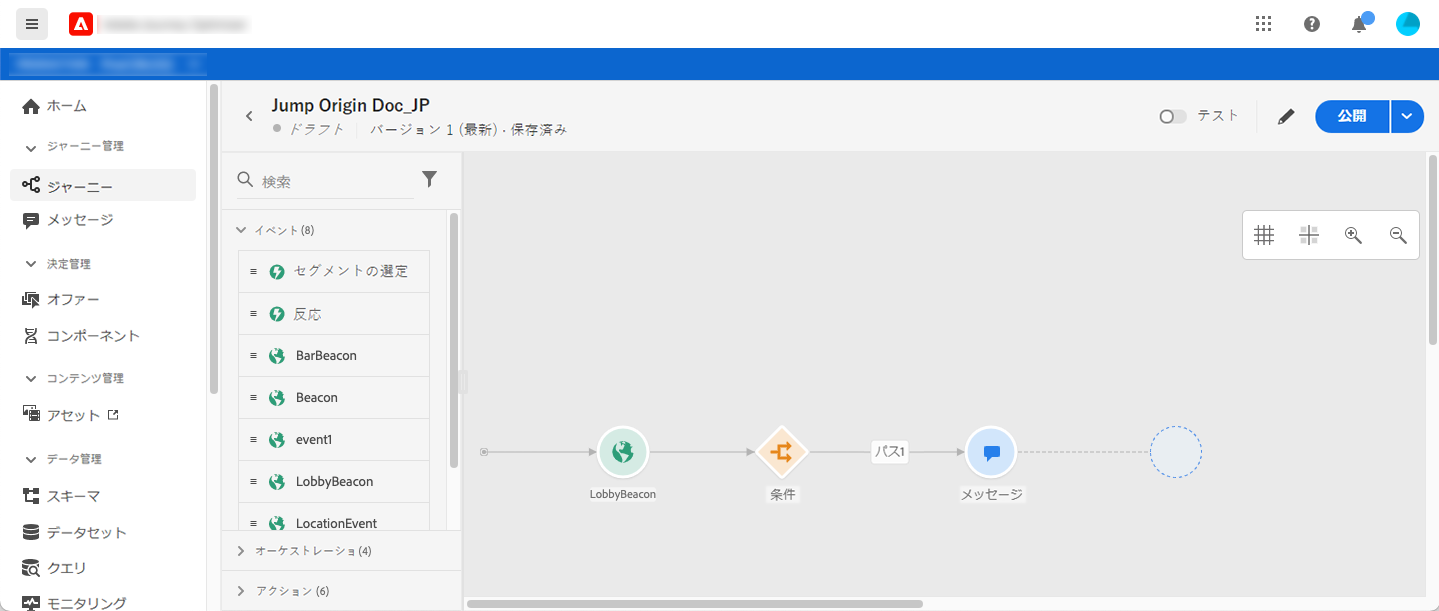 ホーム
ジャーニー管理
ジャーニー
メッセージ
決定管理
オファー
コンポーネント
コンテンツ管理
アセット
データ管理
スキーマ
データセット
クエリ
モニタリング
Jump Origin Doc_JP
ドラフト
バージョン 1 (最新) · 保存済み
テスト
公開
検索
イベント (8)
セグメントの選定
反応
BarBeacon
Beacon
event1
LobbyBeacon
LocationEvent
オーケストレーショ (4)
アクション (6)
パス1
LobbyBeacon
条件
メッセージ